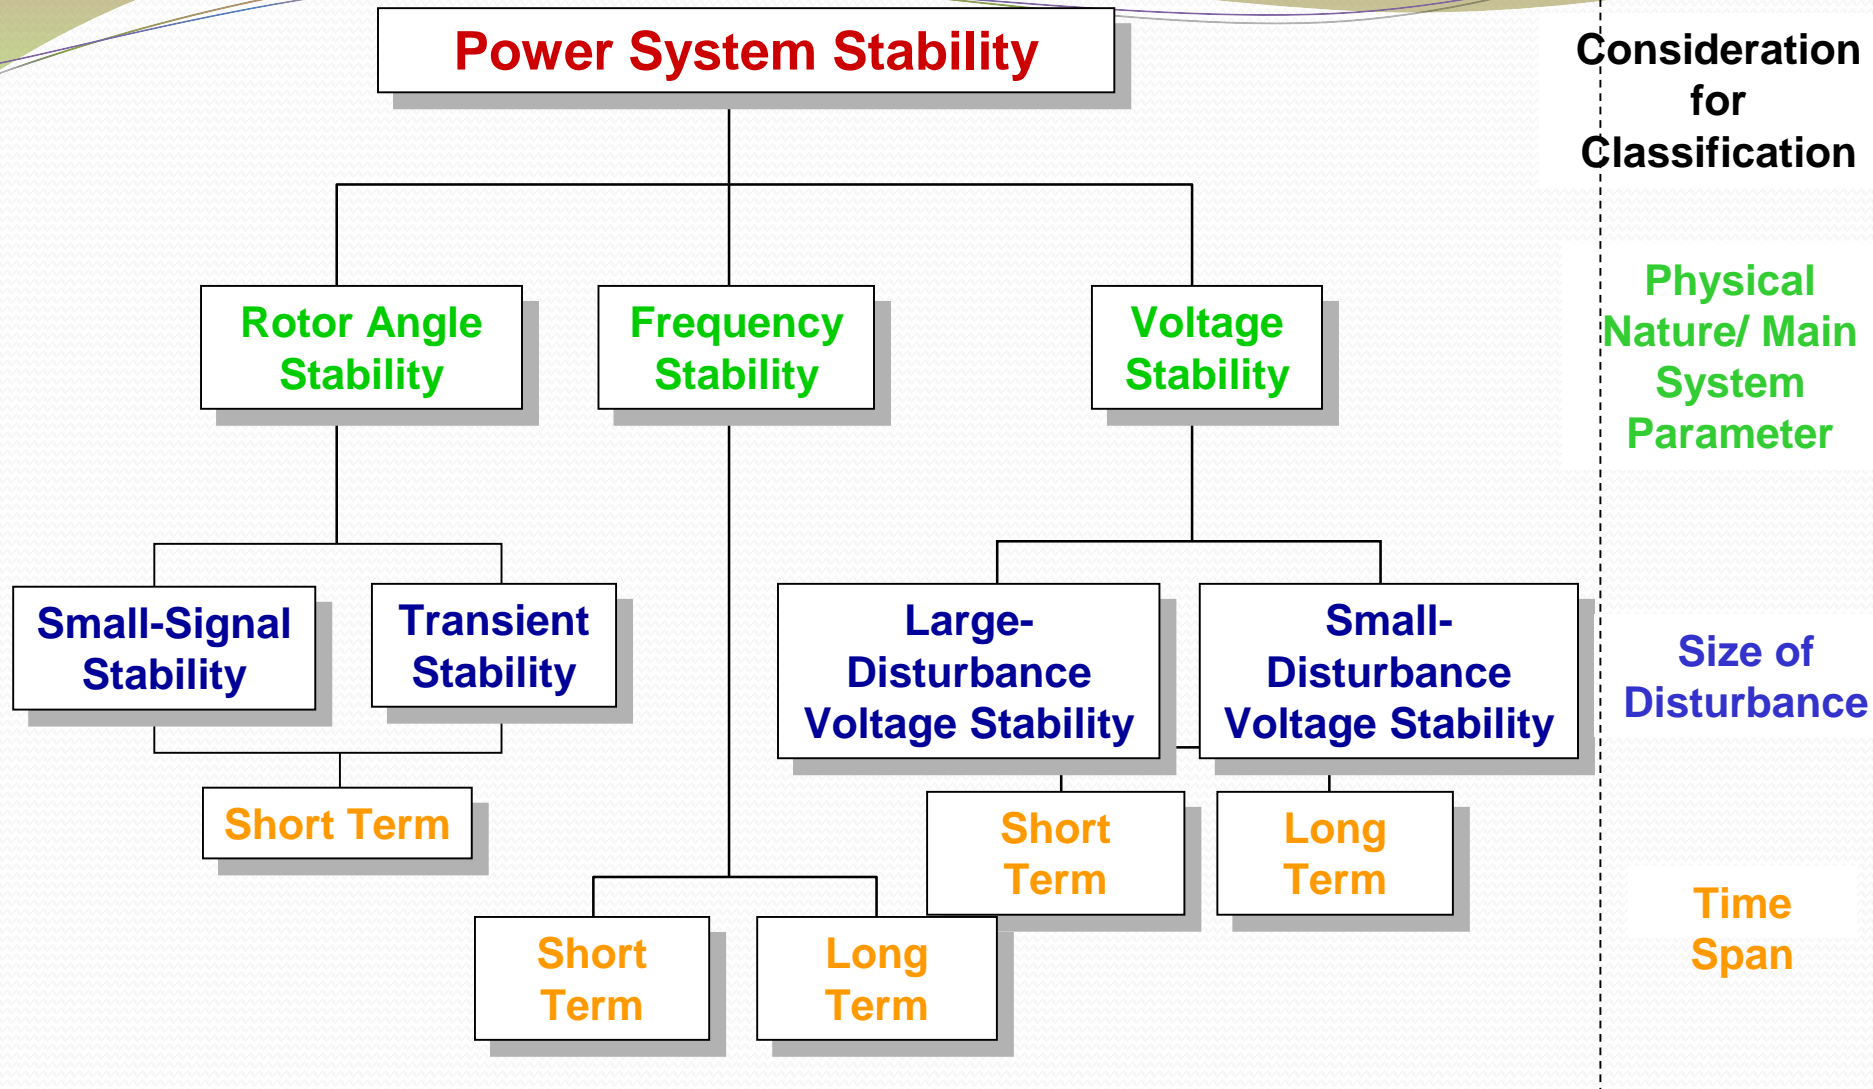 Power System Stability
Consideration
for
Classification
Rotor Angle
Stability
Frequency
Stability
Voltage
Stability
Physical
Nature/ Main
System
Parameter
Small-Signal
Stability
Transient
Stability
Large-
Disturbance
Voltage Stability
Small-
Disturbance
Voltage Stability
Size of
Disturbance
Short Term
Short
Term
Long
Term
Short
Term
Long
Term
Time
Span